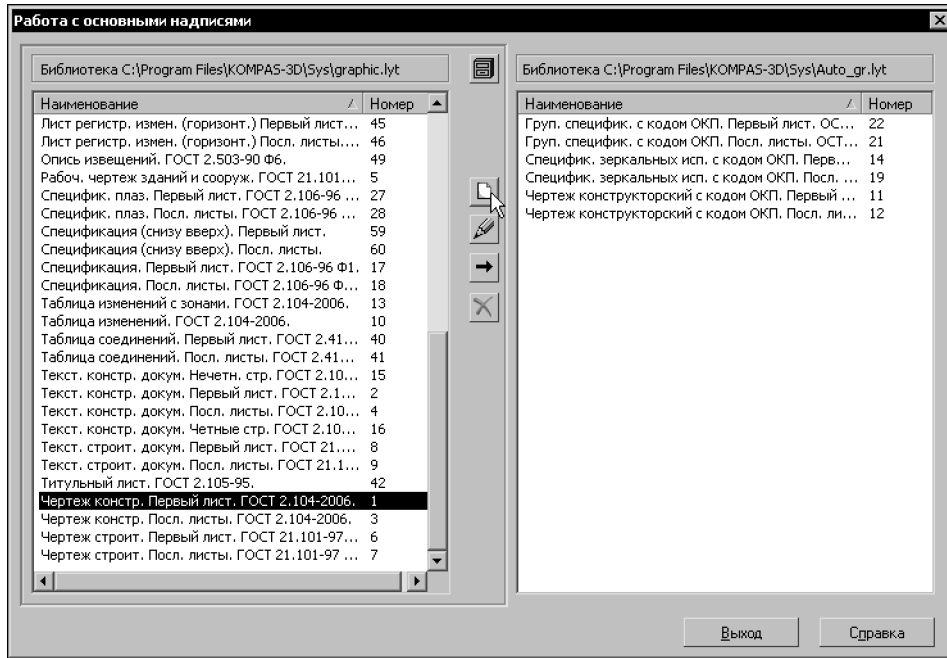 Работа с основными надписями
Библиотека C:\Program Files\KOMPAS-3D\Sys\graphic.lyt
Наименование Номер
Лист регистр. измен. (горизонт.) Первый лист... 45
Лист регистр. измен. (горизонт.) Посл. листы.... 46
Опись извещений. ГОСТ 2.503-90 Ф6. 49
Рабоч. чертеж зданий и сооруж. ГОСТ 21.101... 5
Специфик. плаз. Первый лист. ГОСТ 2.106-96 ... 27
Специфик. плаз. Посл. листы. ГОСТ 2.106-96 ... 28
Спецификация (снизу вверх). Первый лист. 59
Спецификация (снизу вверх). Посл. листы. 60
Спецификация. Первый лист. ГОСТ 2.106-96 Ф1. 17
Спецификация. Посл. листы. ГОСТ 2.106-96 Ф... 18
Таблица изменений с зонами. ГОСТ 2.104-2006. 13
Таблица изменений. ГОСТ 2.104-2006. 10
Таблица соединений. Первый лист. ГОСТ 2.41... 40
Таблица соединений. Посл. листы. ГОСТ 2.41... 41
Текст. констр. докум. Нечетн. стр. ГОСТ 2.10... 15
Текст. констр. докум. Первый лист. ГОСТ 2.1... 2
Текст. констр. докум. Посл. листы. ГОСТ 2.10... 4
Текст. констр. докум. Четные стр. ГОСТ 2.10... 16
Текст. строит. докум. Первый лист. ГОСТ 21.... 8
Текст. строит. докум. Посл. листы. ГОСТ 21.1... 9
Титульный лист. ГОСТ 2.105-95. 42
Чертеж констр. Первый лист. ГОСТ 2.104-2006. 1
Чертеж констр. Посл. листы. ГОСТ 2.104-2006. 3
Чертеж строит. Первый лист. ГОСТ 21.101-97... 6
Чертеж строит. Посл. листы. ГОСТ 21.101-97 ... 7
Библиотека C:\Program Files\KOMPAS-3D\Sys\Auto_gr.lyt
Наименование Номер
Груп. специфик. с кодом ОКП. Первый лист. ОС... 22
Груп. специфик. с кодом ОКП. Посл. листы. ОСТ... 21
Специфик. зеркальных исп. с кодом ОКП. Перв... 14
Специфик. зеркальных исп. с кодом ОКП. Посл. ... 19
Чертеж конструкторский с кодом ОКП. Первый ... 11
Чертеж конструкторский с кодом ОКП. Посл. ли... 12
Выход Справка